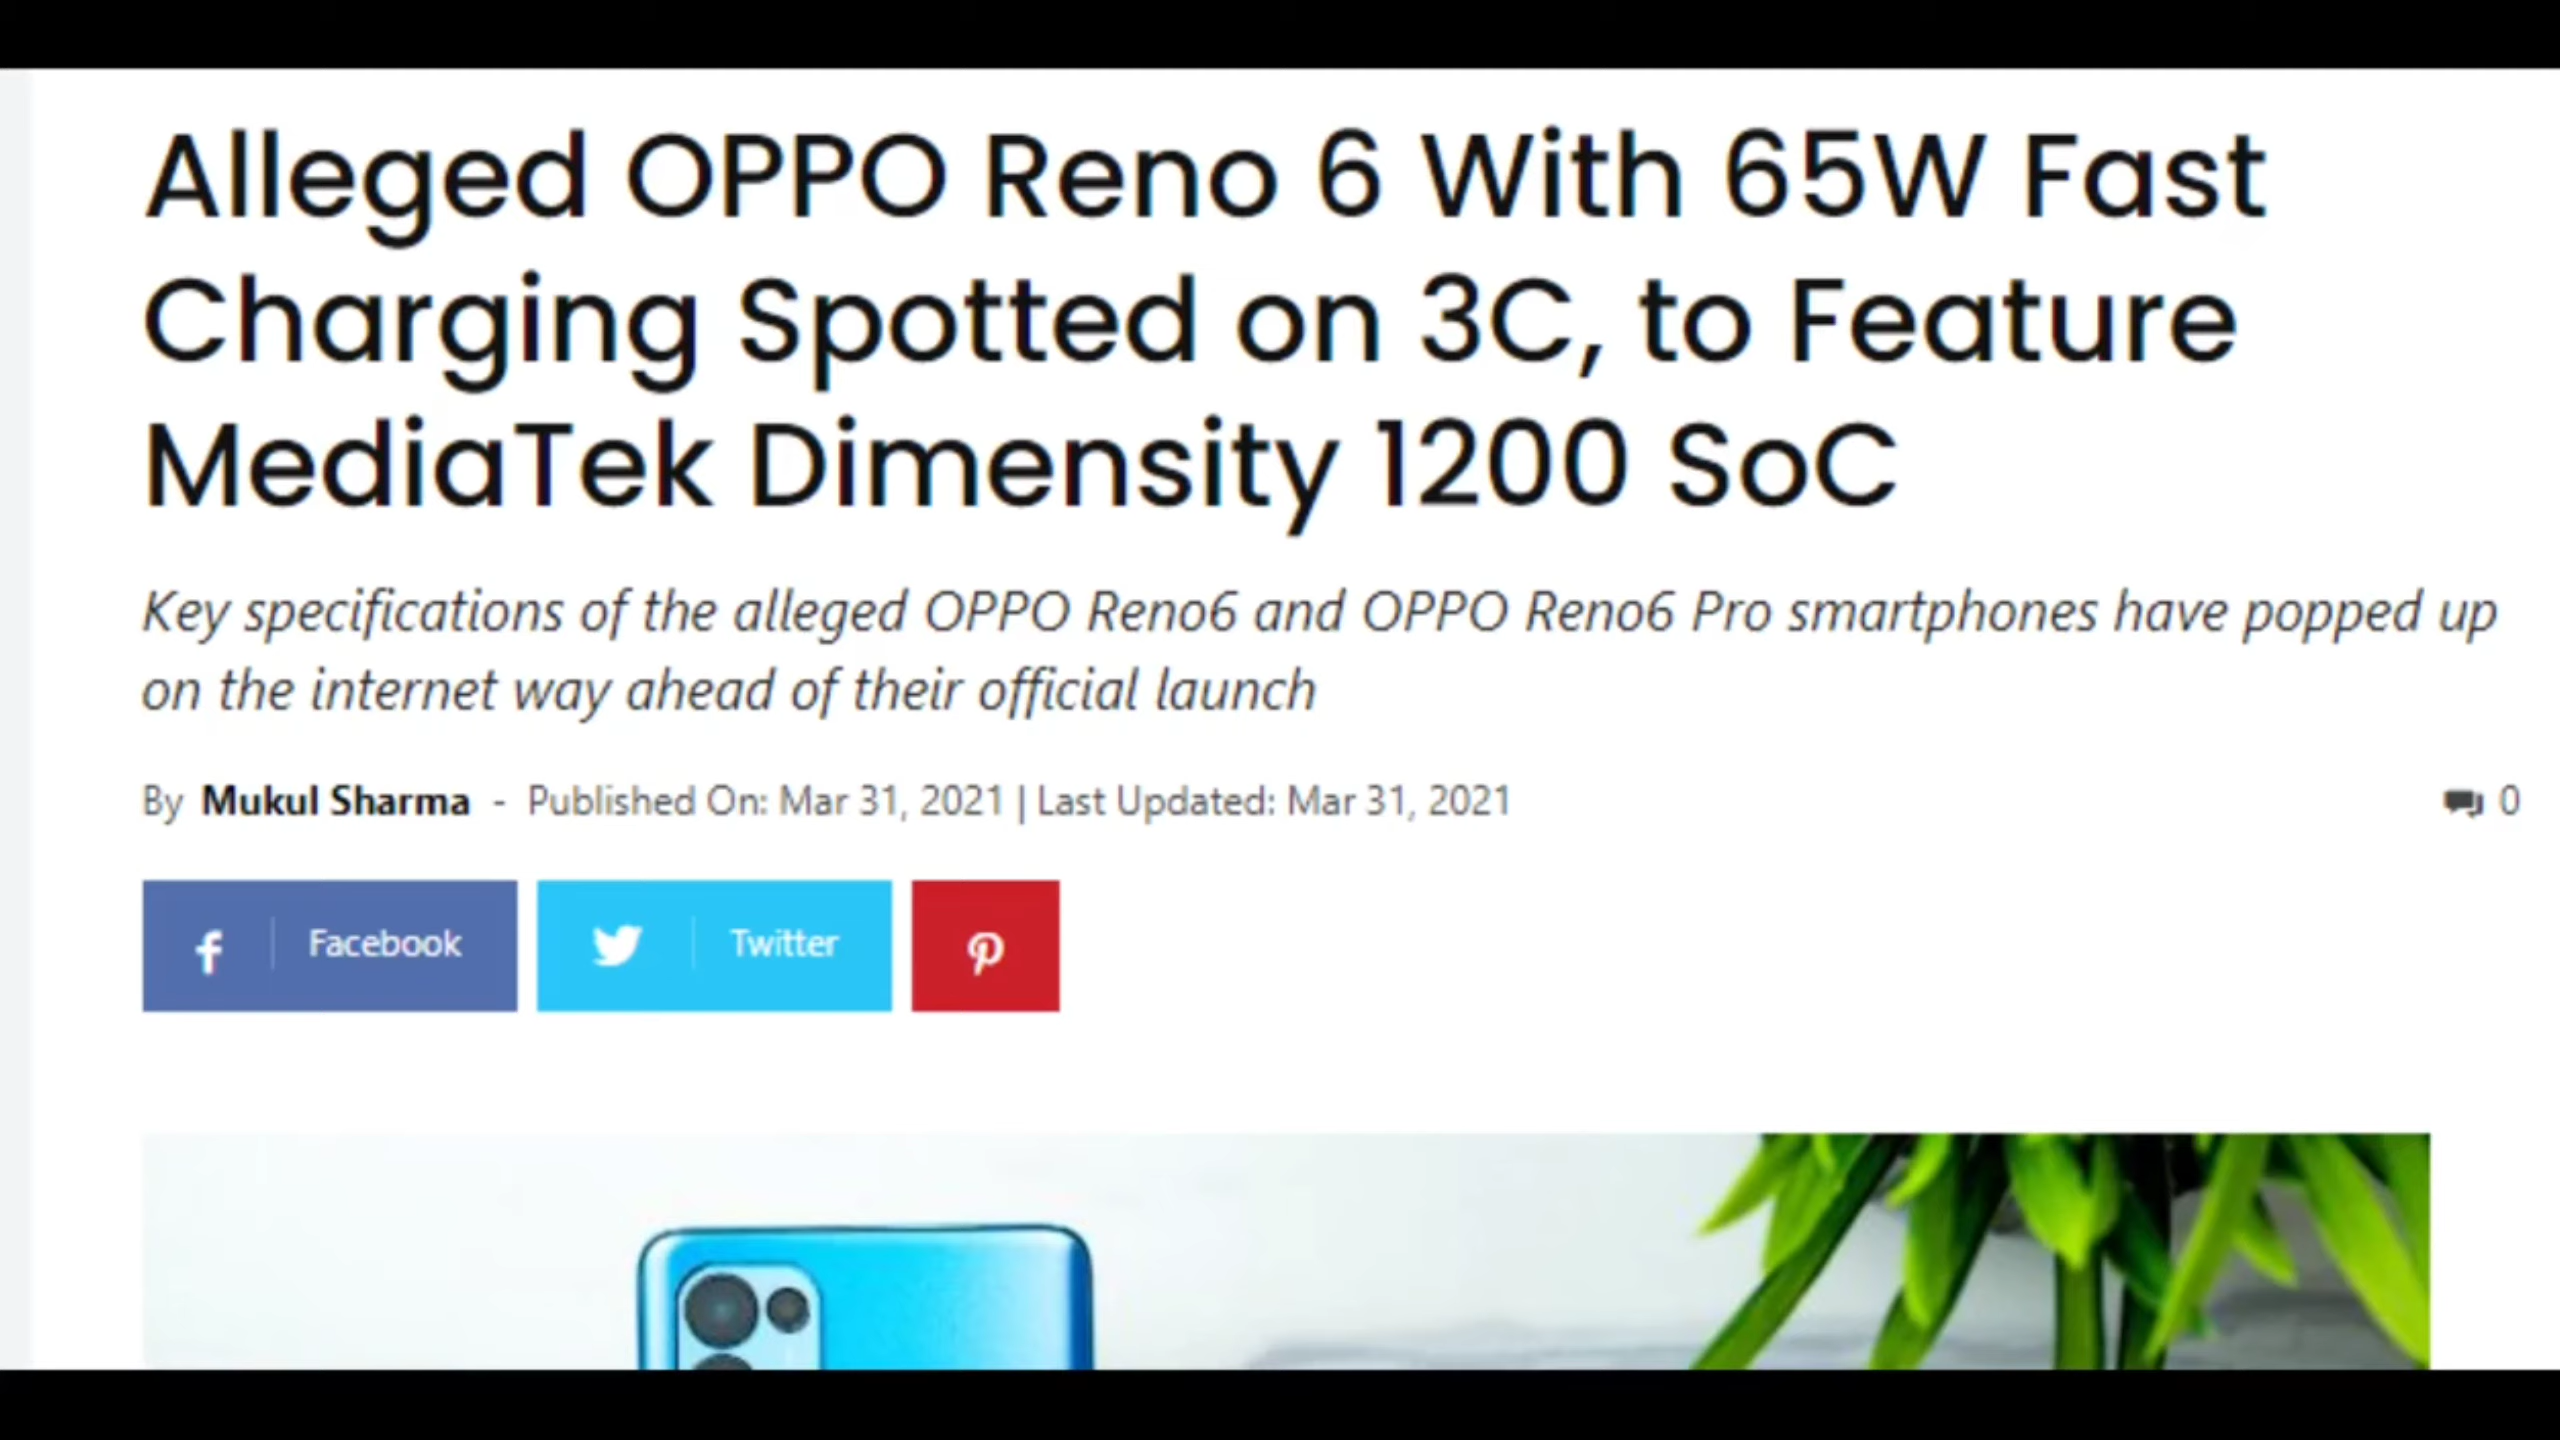 Alleged OPPO Reno 6 With 65W Fast
Charging Spotted on 3C, to Feature
MediaTek Dimensity 1200 SoC
Key specifications of the alleged OPPO Reno6 and OPPO Reno6 Pro smartphones have popped up
on the internet way ahead of their official launch
By Mukul Sharma - Published On: Mar 31, 2021 | Last Updated: Mar 31, 2021 0
Facebook Twitter